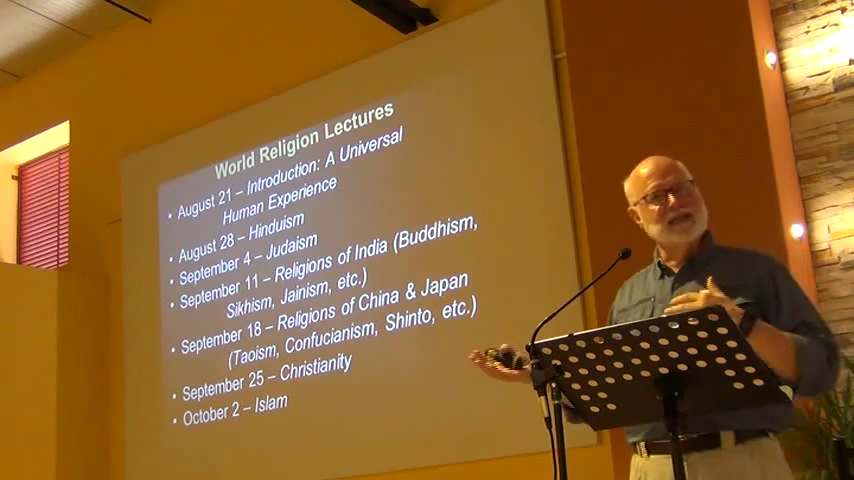 World Religion Lectures
• August 21 – Introduction: A Universal
Human Experience
• August 28 – Hinduism
• September 4 – Judaism
• September 11 – Religions of India (Buddhism,
Sikhism, Jainism, etc.)
• September 18 – Religions of China & Japan
(Taoism, Confucianism, Shinto, etc.)
• September 25 – Christianity
• October 2 – Islam